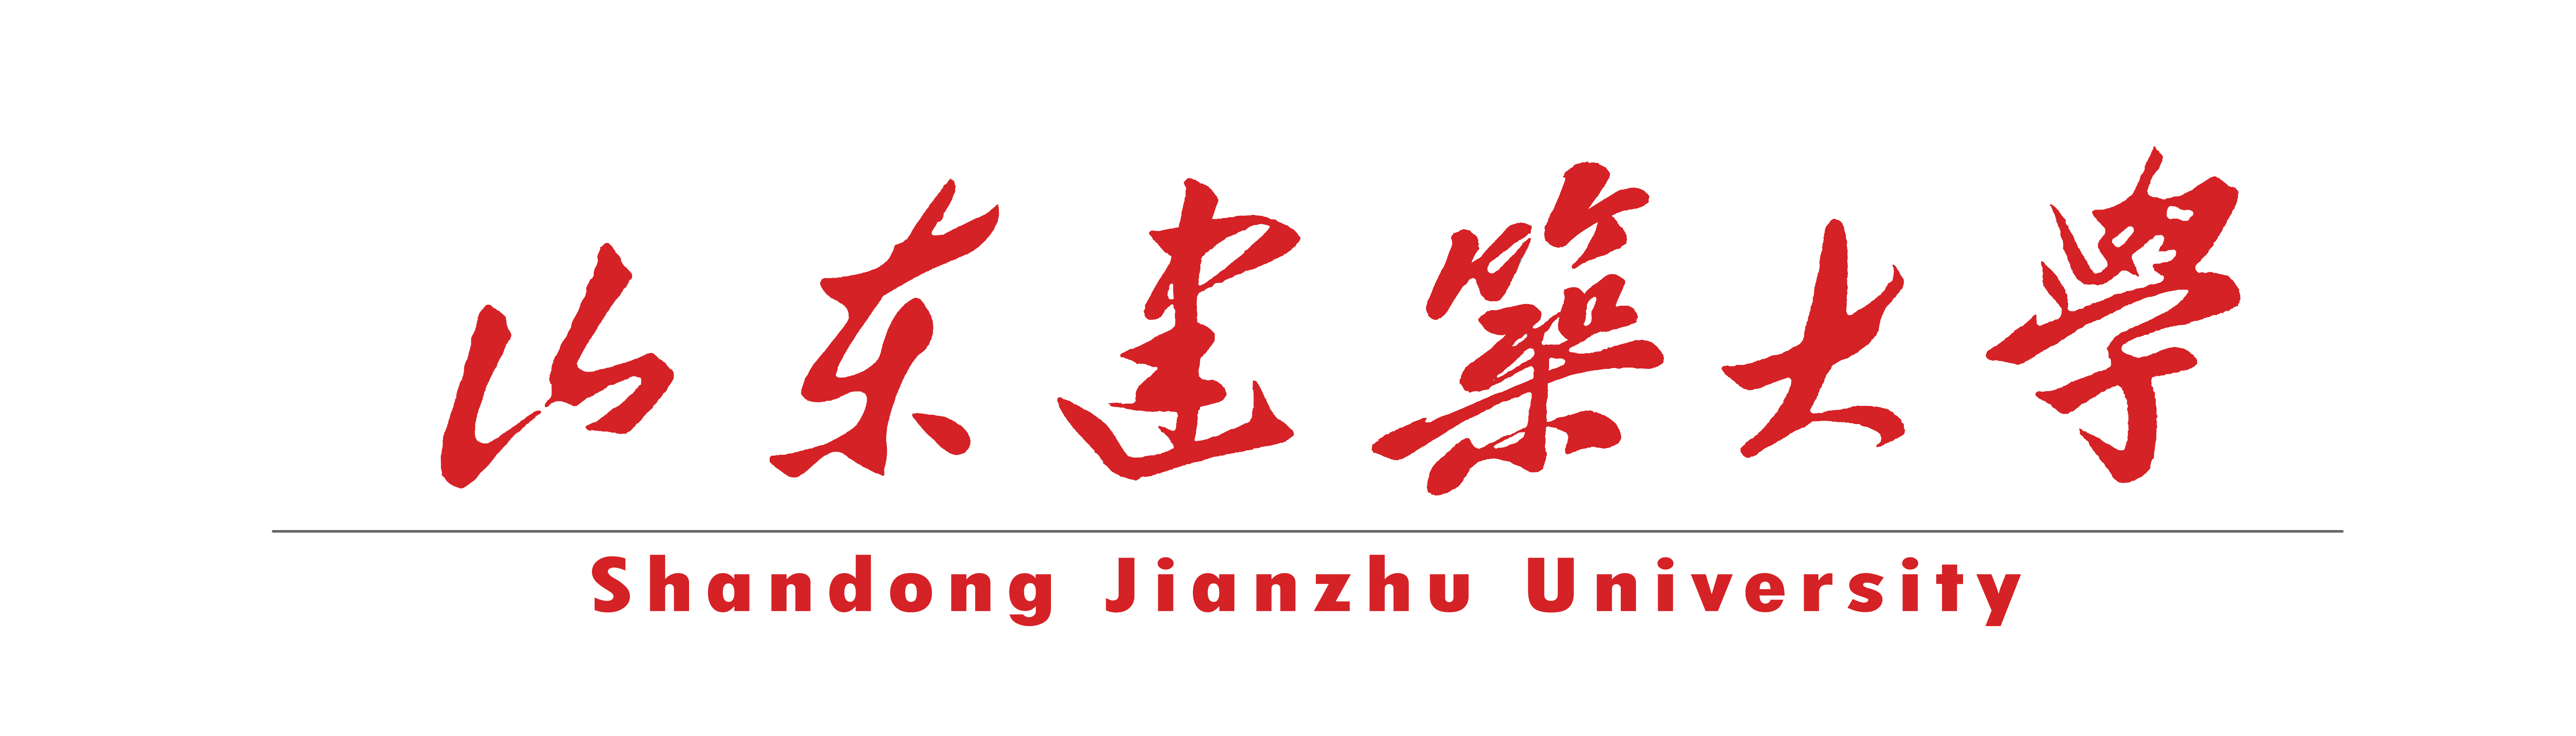 山东建築大學
Shandong Jianzhu University